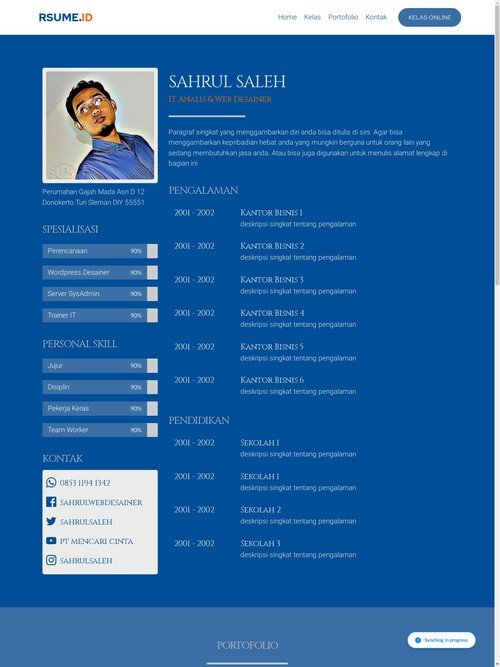 RSUME.ID
Home Kelas Portofolio Kontak KELAS ONLINE
SAHRUL SALEH
IT Analis & Web Desainer
Paragraf singkat yang menggambarkan diri anda bisa ditulis di sini. Agar bisa
menggambarkan kepribadian hebat anda yang mungkin berguna untuk orang lain yang
sedang membutuhkan jasa anda. Atau bisa juga digunakan untuk menulis alamat lengkap di
bagian ini
Perumahan Gajah Mada Asri D 12
Donokerto Turi Sleman DIY 55551
SPESIALISASI
Perencanaan 90%
Wordpress Desainer 90%
Server SysAdmin 90%
Trainer IT 90%
PERSONAL SKILL
Jujur 90%
Disiplin 90%
Pekerja Keras 90%
Team Worker 90%
KONTAK
0853 1194 1342
sahrulwebdesainer
sahrulsaleh
PT Mencari Cinta
sahrulsaleh
PENGALAMAN
2001 - 2002 Kantor Bisnis 1
deskripsi singkat tentang pengalaman
2001 - 2002 Kantor Bisnis 2
deskripsi singkat tentang pengalaman
2001 - 2002 Kantor Bisnis 3
deskripsi singkat tentang pengalaman
2001 - 2002 Kantor Bisnis 4
deskripsi singkat tentang pengalaman
2001 - 2002 Kantor Bisnis 5
deskripsi singkat tentang pengalaman
2001 - 2002 Kantor Bisnis 6
deskripsi singkat tentang pengalaman
PENDIDIKAN
2001 - 2002 Sekolah 1
deskripsi singkat tentang pengalaman
2001 - 2002 Sekolah 1
deskripsi singkat tentang pengalaman
2001 - 2002 Sekolah 2
deskripsi singkat tentang pengalaman
2001 - 2002 Sekolah 3
deskripsi singkat tentang pengalaman
PORTOFOLIO
Synching in progress